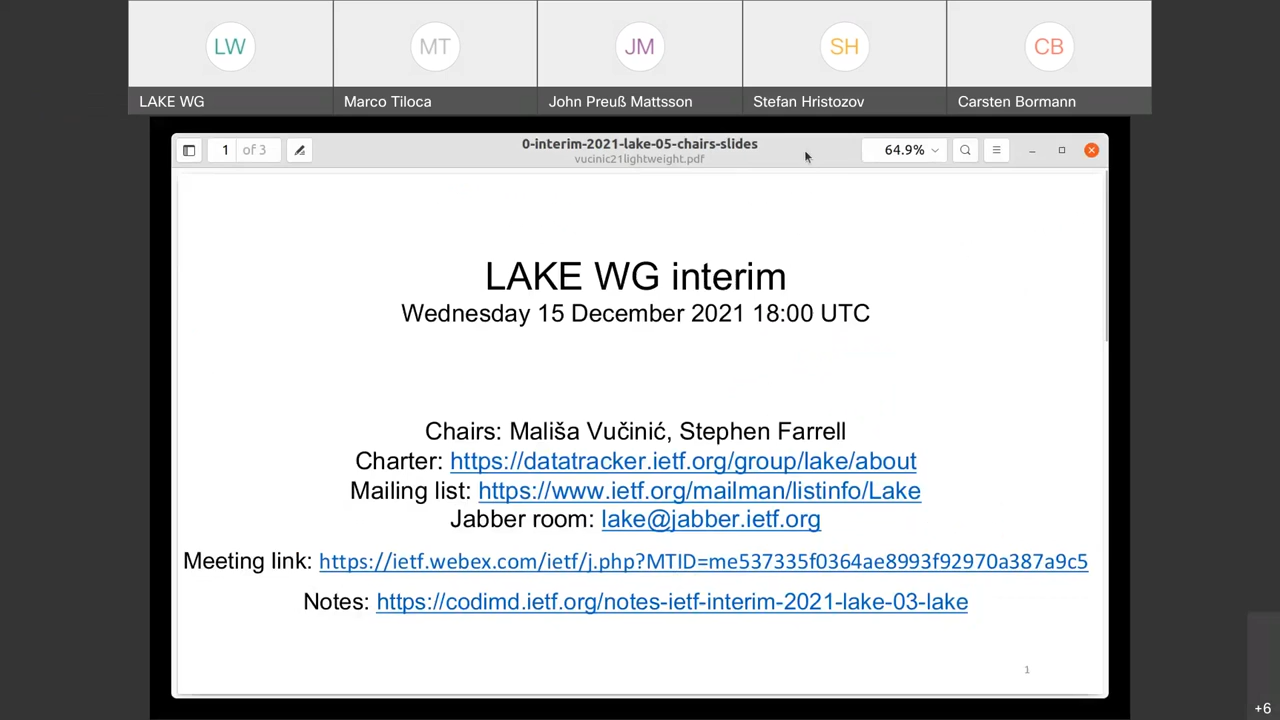 LW
MT
JM
SH
CB
LAKE WG
Marco Tiloca
John Preuß Mattsson
Stefan Hristozov
Carsten Bormann
1 of 3
0-interim-2021-lake-05-chairs-slides
vucinic21lightweight.pdf
64.9%
LAKE WG interim
Wednesday 15 December 2021 18:00 UTC
Chairs: Mališa Vučinić, Stephen Farrell
Charter: https://datatracker.ietf.org/group/lake/about
Mailing list: https://www.ietf.org/mailman/listinfo/Lake
Jabber room: lake@jabber.ietf.org
Meeting link: https://ietf.webex.com/ietf/j.php?MTID=me537335f0364ae8993f92970a387a9c5
Notes: https://codimd.ietf.org/notes-ietf-interim-2021-lake-03-lake
1
+6